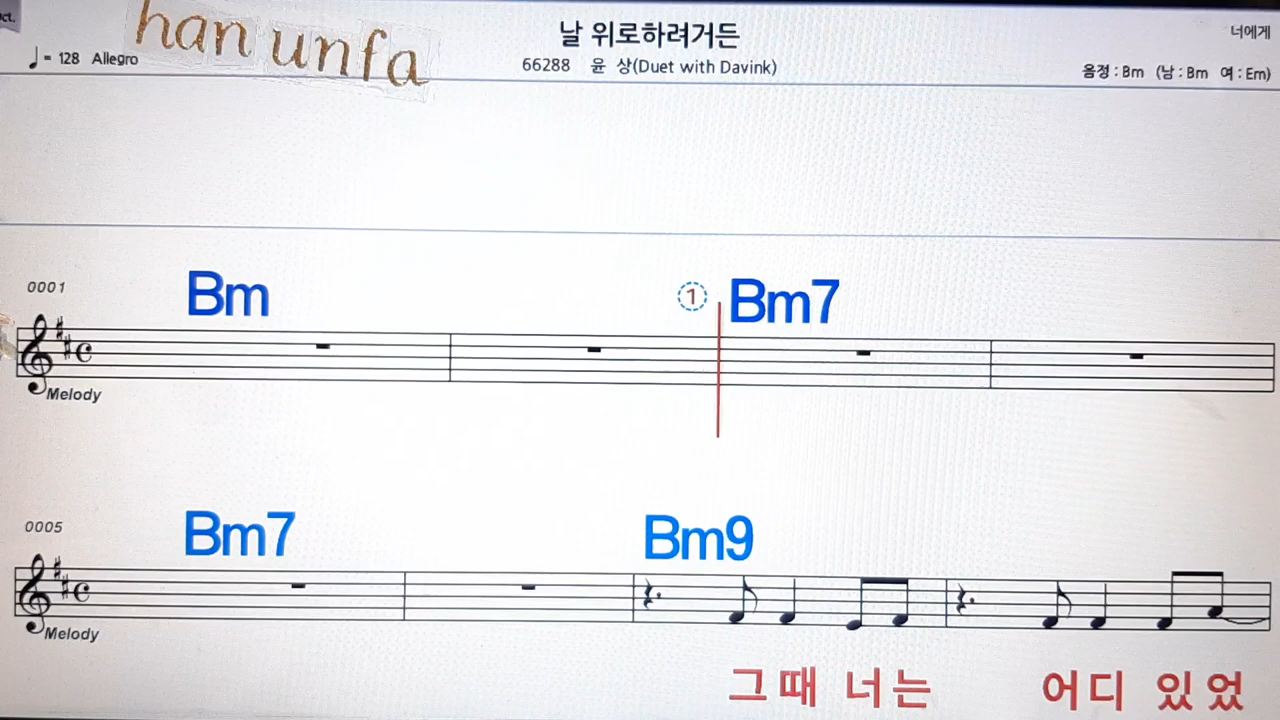 ct.
han unfa
날 위로하려거든
너에게
♩= 128 Allegro
66288 윤 상(Duet with Davink)
음정 : Bm (남 : Bm 여 : Em)
0001
Bm
1
Bm7
Melody
0005
Bm7
Bm9
Melody
그때 너는 어디 있었